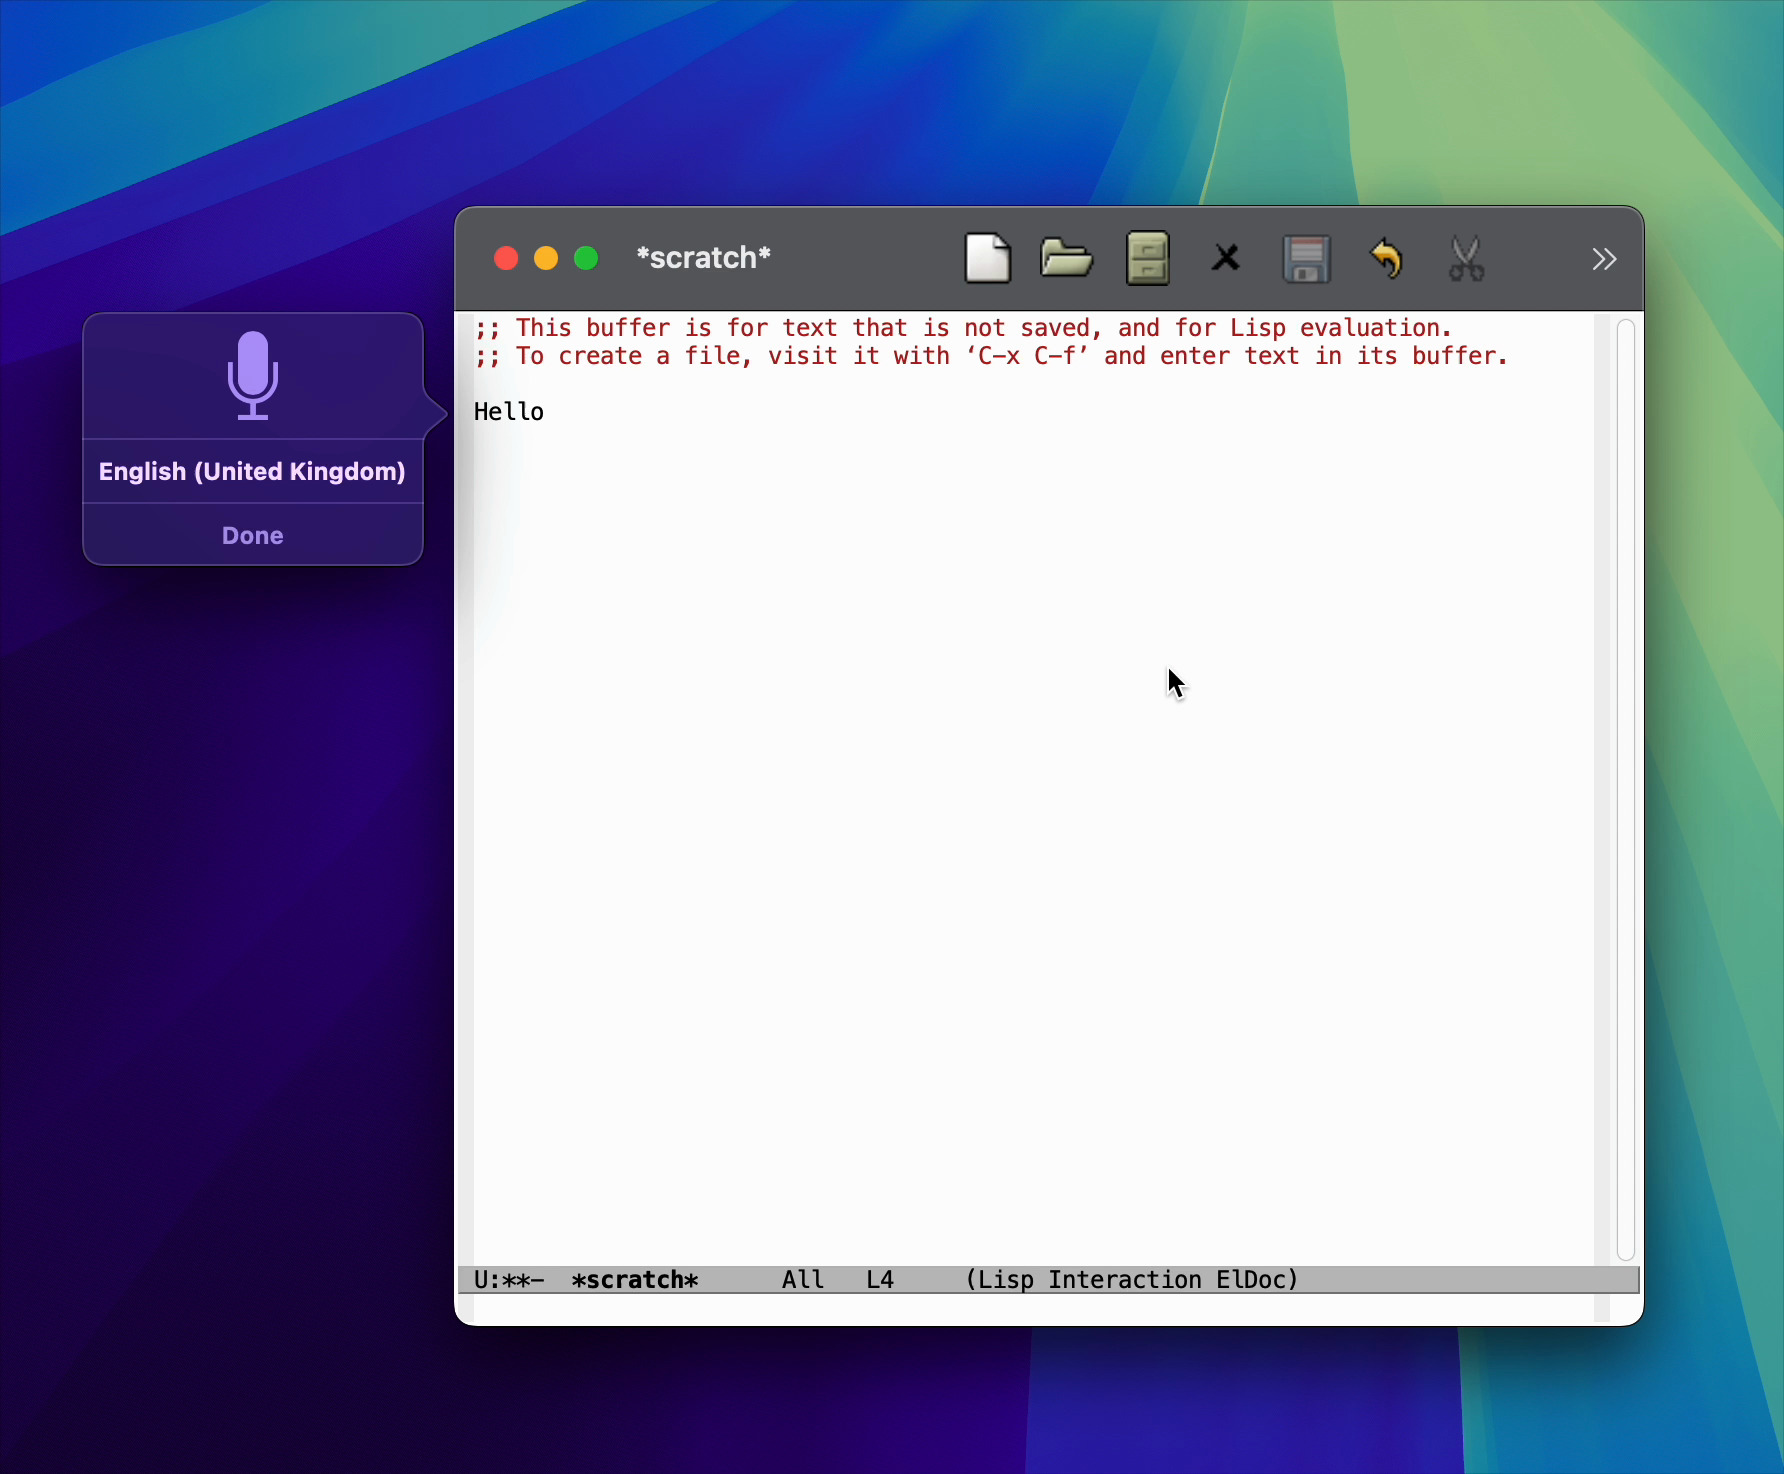 *scratch*
;; This buffer is for text that is not saved, and for Lisp evaluation.
;; To create a file, visit it with ‘C-x C-f’ and enter text in its buffer.
Hello
English (United Kingdom)
Done
U:**-  *scratch*      All   L4     (Lisp Interaction ElDoc)